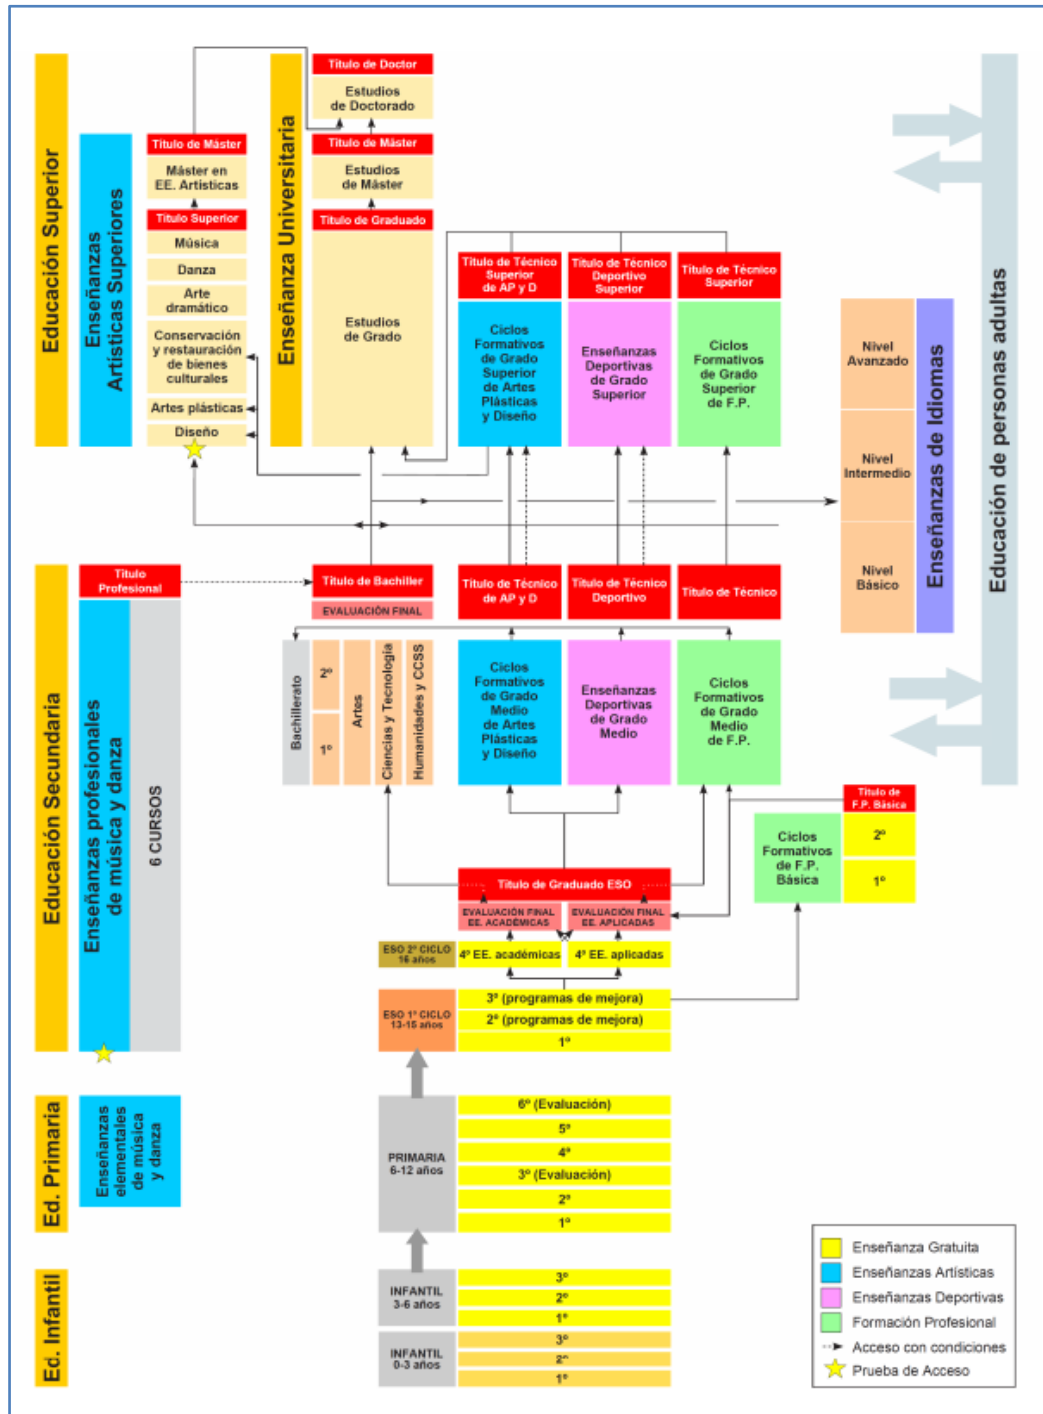 Educación Superior
Enseñanzas
Artísticas Superiores
Título de Máster
Máster en
EE. Artísticas
Título Superior
Música
Danza
Arte
dramático
Conservación
y restauración
de bienes
culturales
Artes plásticas
Diseño
Enseñanza Universitaria
Título de Doctor
Estudios
de Doctorado
Título de Máster
Estudios
de Máster
Título de Graduado
Estudios
de Grado
Título de Técnico
Superior
de AP y D
Ciclos
Formativos
de Grado
Superior
de Artes
Plásticas
y Diseño
Título de Técnico
Deportivo
Superior
Enseñanzas
Deportivas
de Grado
Superior
Título de Técnico
Superior
Ciclos
Formativos
de Grado
Superior
de F.P.
Nivel
Avanzado
Nivel
Intermedio
Nivel
Básico
Enseñanzas de Idiomas
Educación de personas adultas
Educación Secundaria
Título
Profesional
Enseñanzas profesionales
de música y danza
6 CURSOS
Título de Bachiller
EVALUACIÓN FINAL
Bachillerato
2º
1º
Artes
Ciencias y Tecnología
Humanidades y CCSS
Título de Técnico
de AP y D
Ciclos
Formativos
de Grado
Medio
de Artes
Plásticas
y Diseño
Título de Técnico
Deportivo
Enseñanzas
Deportivas
de Grado
Medio
Título de Técnico
Ciclos
Formativos
de Grado
Medio
de F.P.
Título de
F.P. Básica
Ciclos
Formativos
de F.P.
Básica
2º
1º
Título de Graduado ESO
EVALUACIÓN FINAL
EE. ACADÉMICAS
EVALUACIÓN FINAL
EE. APLICADAS
ESO 2º CICLO
16 años
4º EE. académicas
4º EE. aplicadas
ESO 1º CICLO
13-15 años
3º (programas de mejora)
2º (programas de mejora)
1º
Ed. Primaria
Enseñanzas
elementales
de música
y danza
PRIMARIA
6-12 años
6º (Evaluación)
5º
4º
3º (Evaluación)
2º
1º
Ed. Infantil
INFANTIL
3-6 años
3º
2º
1º
INFANTIL
0-3 años
3º
2º
1º
Enseñanza Gratuita
Enseñanzas Artísticas
Enseñanzas Deportivas
Formación Profesional
Acceso con condiciones
Prueba de Acceso